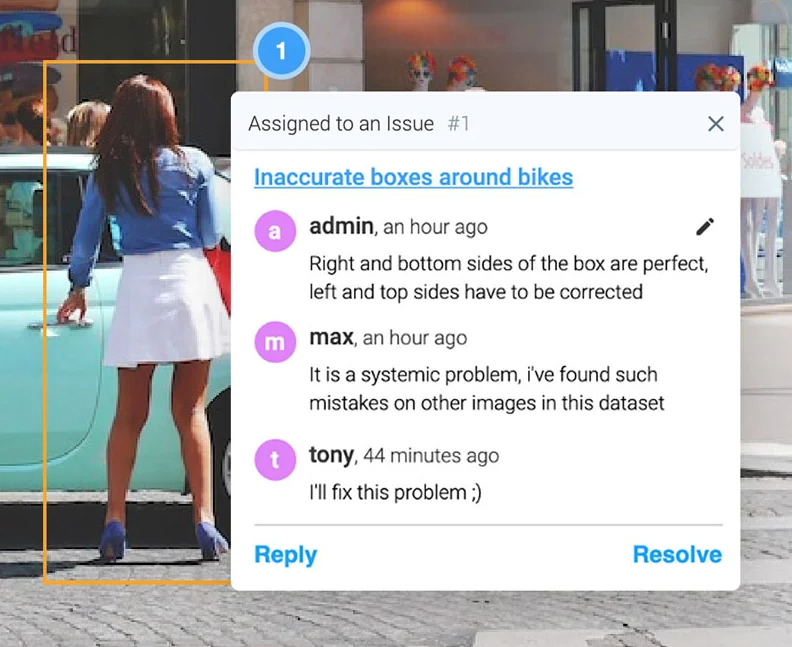 field
1
Assigned to an Issue #1
Inaccurate boxes around bikes
Soldes
a
admin, an hour ago
Right and bottom sides of the box are perfect,
left and top sides have to be corrected
m
max, an hour ago
It is a systemic problem, i've found such
mistakes on other images in this dataset
t
tony, 44 minutes ago
I'll fix this problem ;)
Reply
Resolve